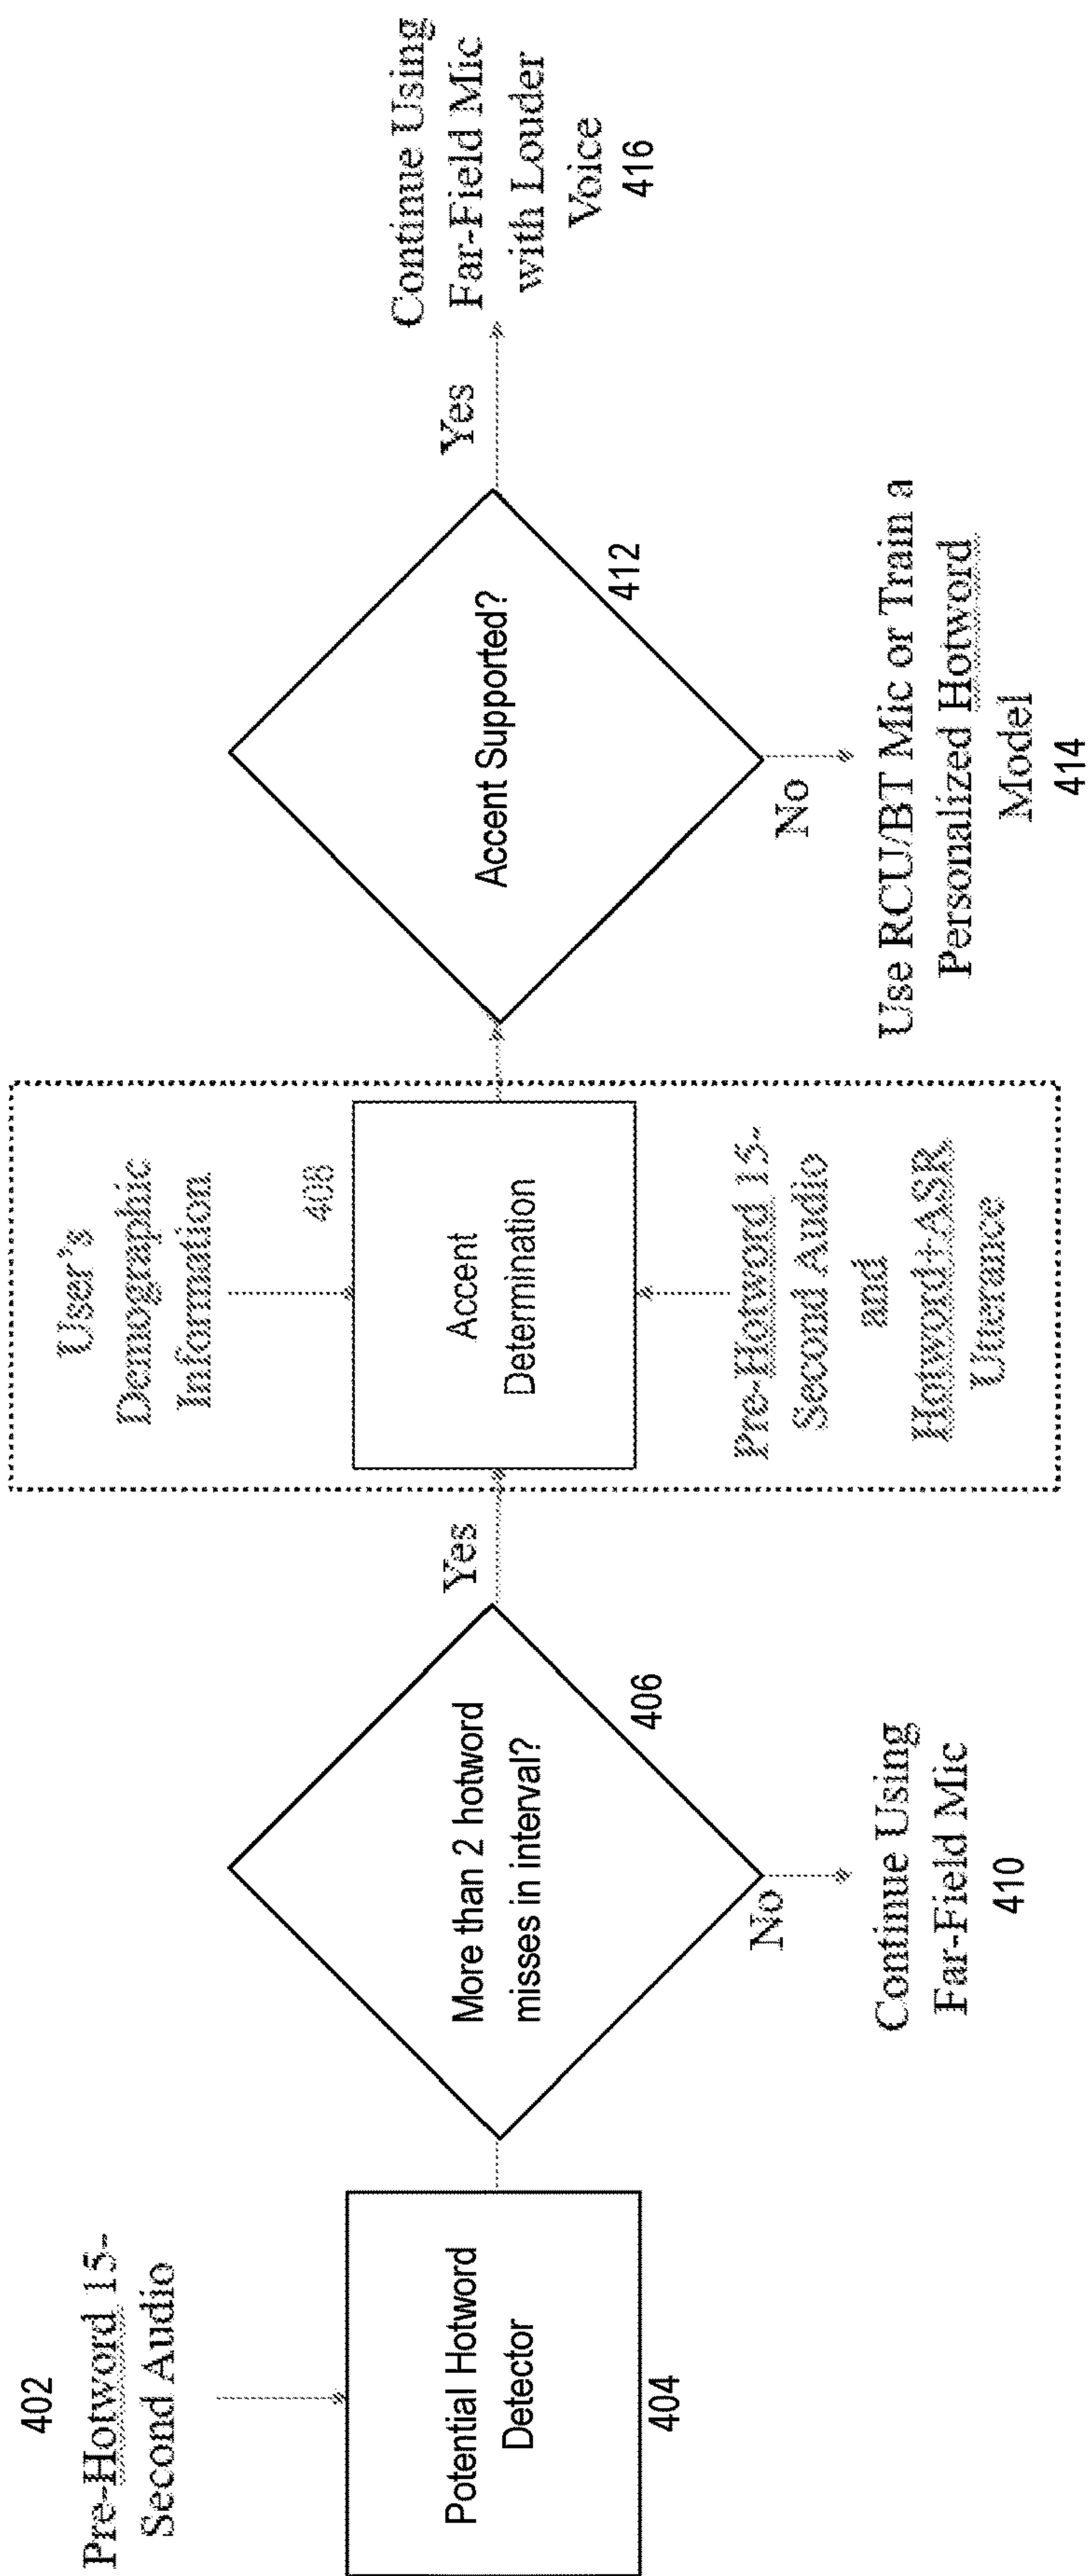 402
Pre-Hotword 15-
Second Audio
Potential Hotword
Detector
404
More than 2 hotword
misses in interval?
406
Yes
No
Continue Using
Far-Field Mic
410
User's
Demographic
Information
408
Accent
Determination
Pre-Hotword 15-
Second Audio
and
Hotword+ASR
Utterance
Accent Supported?
412
Yes
Continue Using
Far-Field Mic
with Louder
Voice
416
No
Use RCU/BT Mic or Train a
Personalized Hotword
Model
414